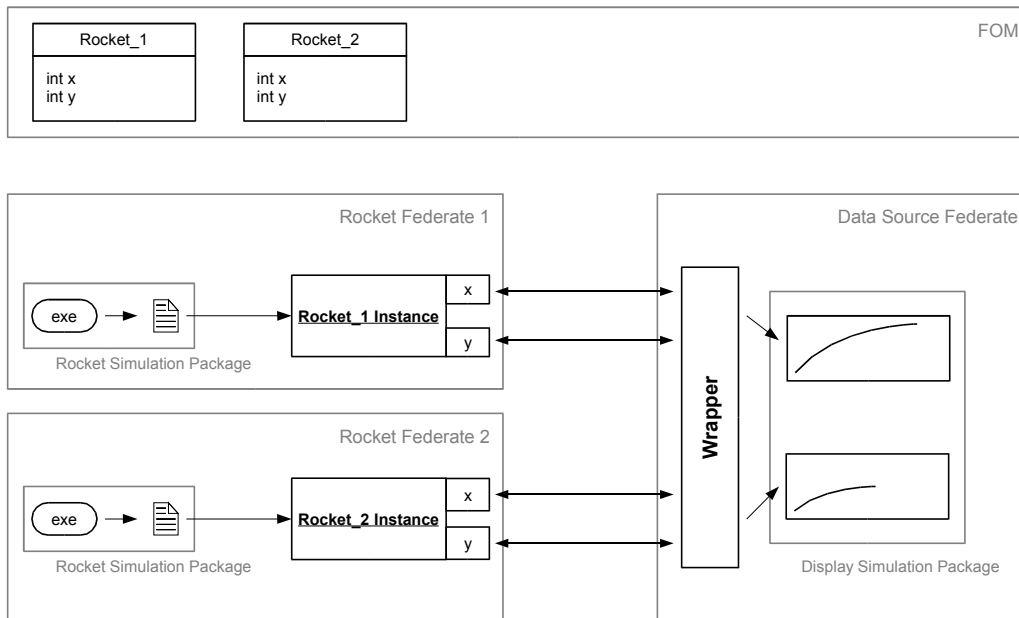 FOM
Rocket_1
int x
int y
Rocket_2
int x
int y
Rocket Federate 1
exe
Rocket Simulation Package
Rocket_1 Instance
x
y
Rocket Federate 2
exe
Rocket Simulation Package
Rocket_2 Instance
x
y
Data Source Federate
Wrapper
Display Simulation Package